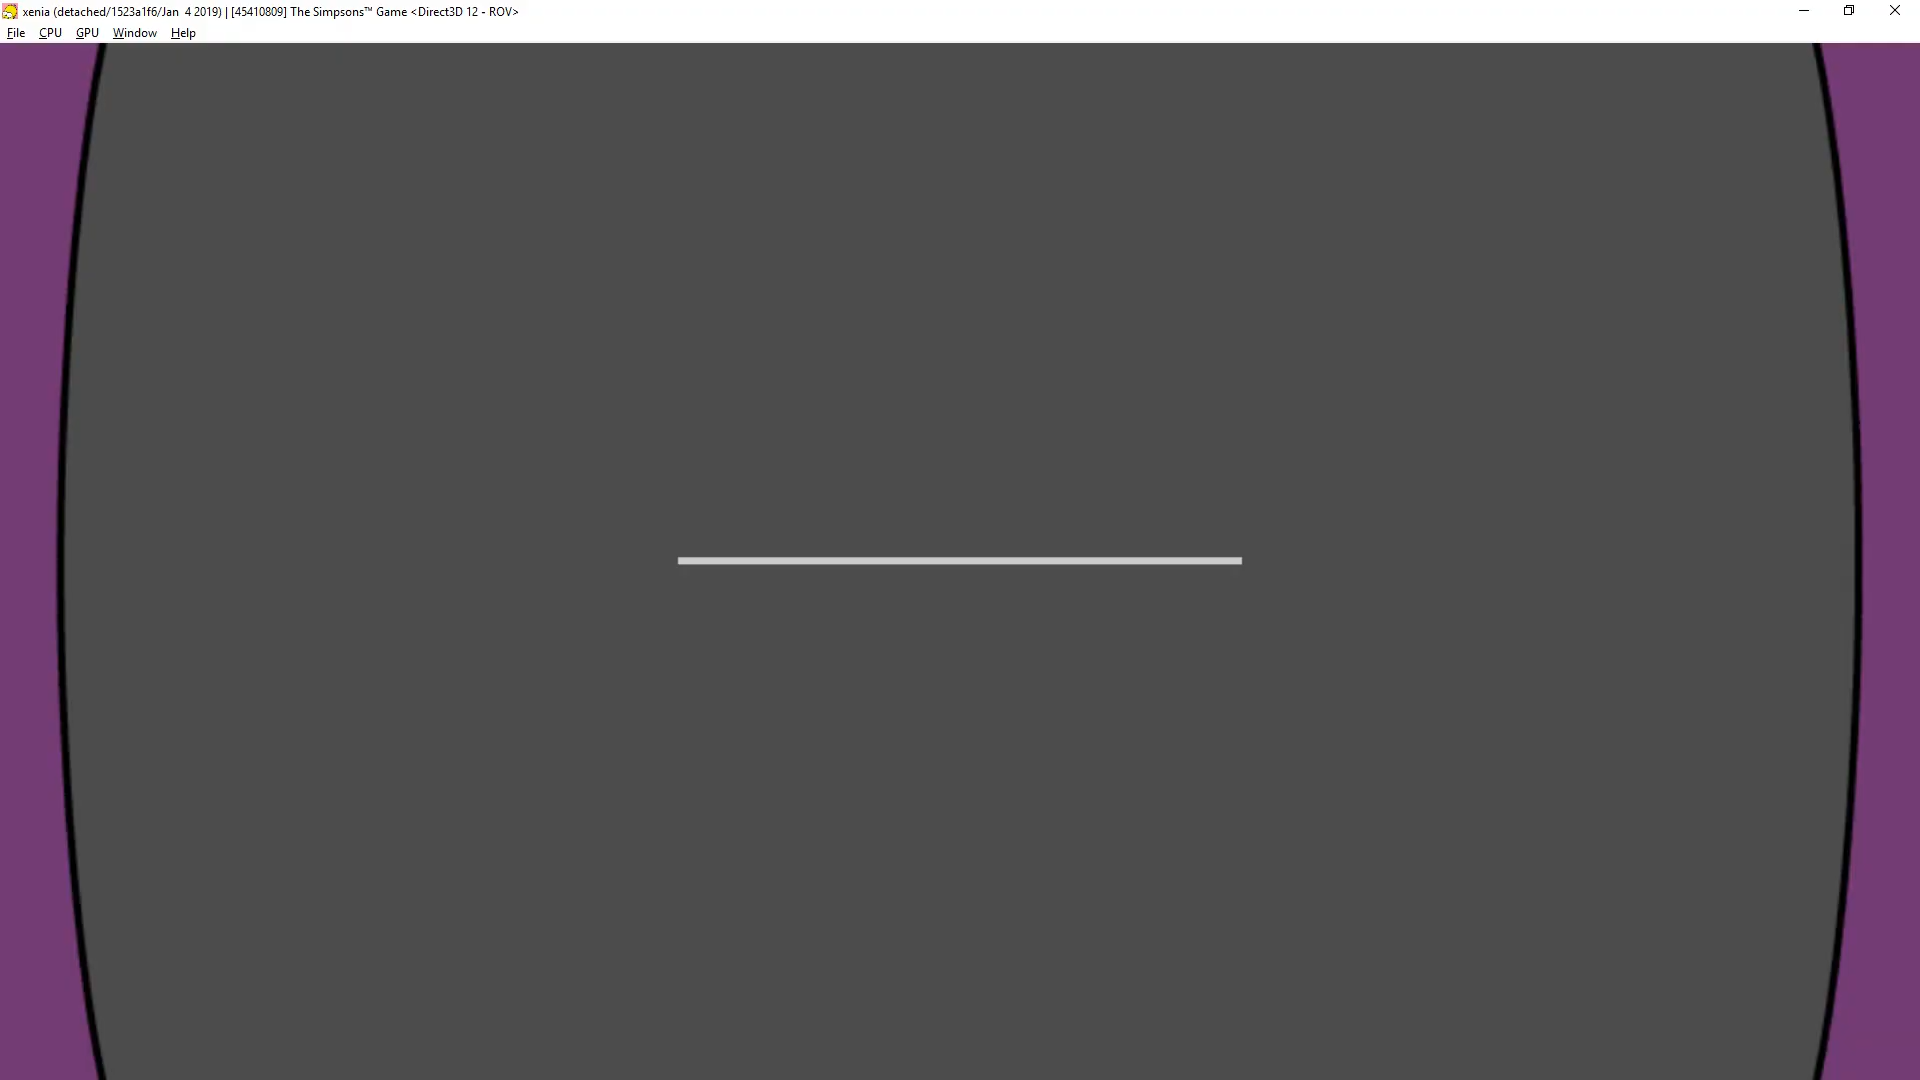 xenia (detached/1523a1f6/Jan  4 2019) | [45410809] The Simpsons™ Game <Direct3D 12 - ROV>
File CPU GPU Window Help